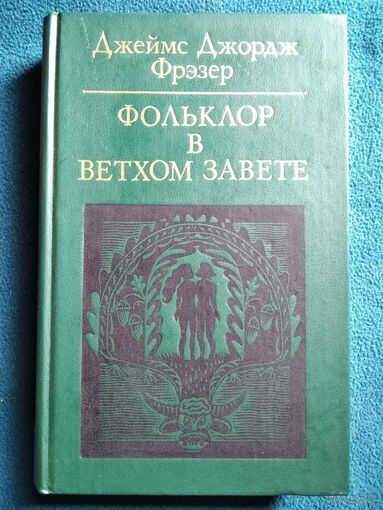 Джеймс Джордж
Фрэзер
ФОЛЬКЛОР
В
ВЕТХОМ ЗАВЕТЕ